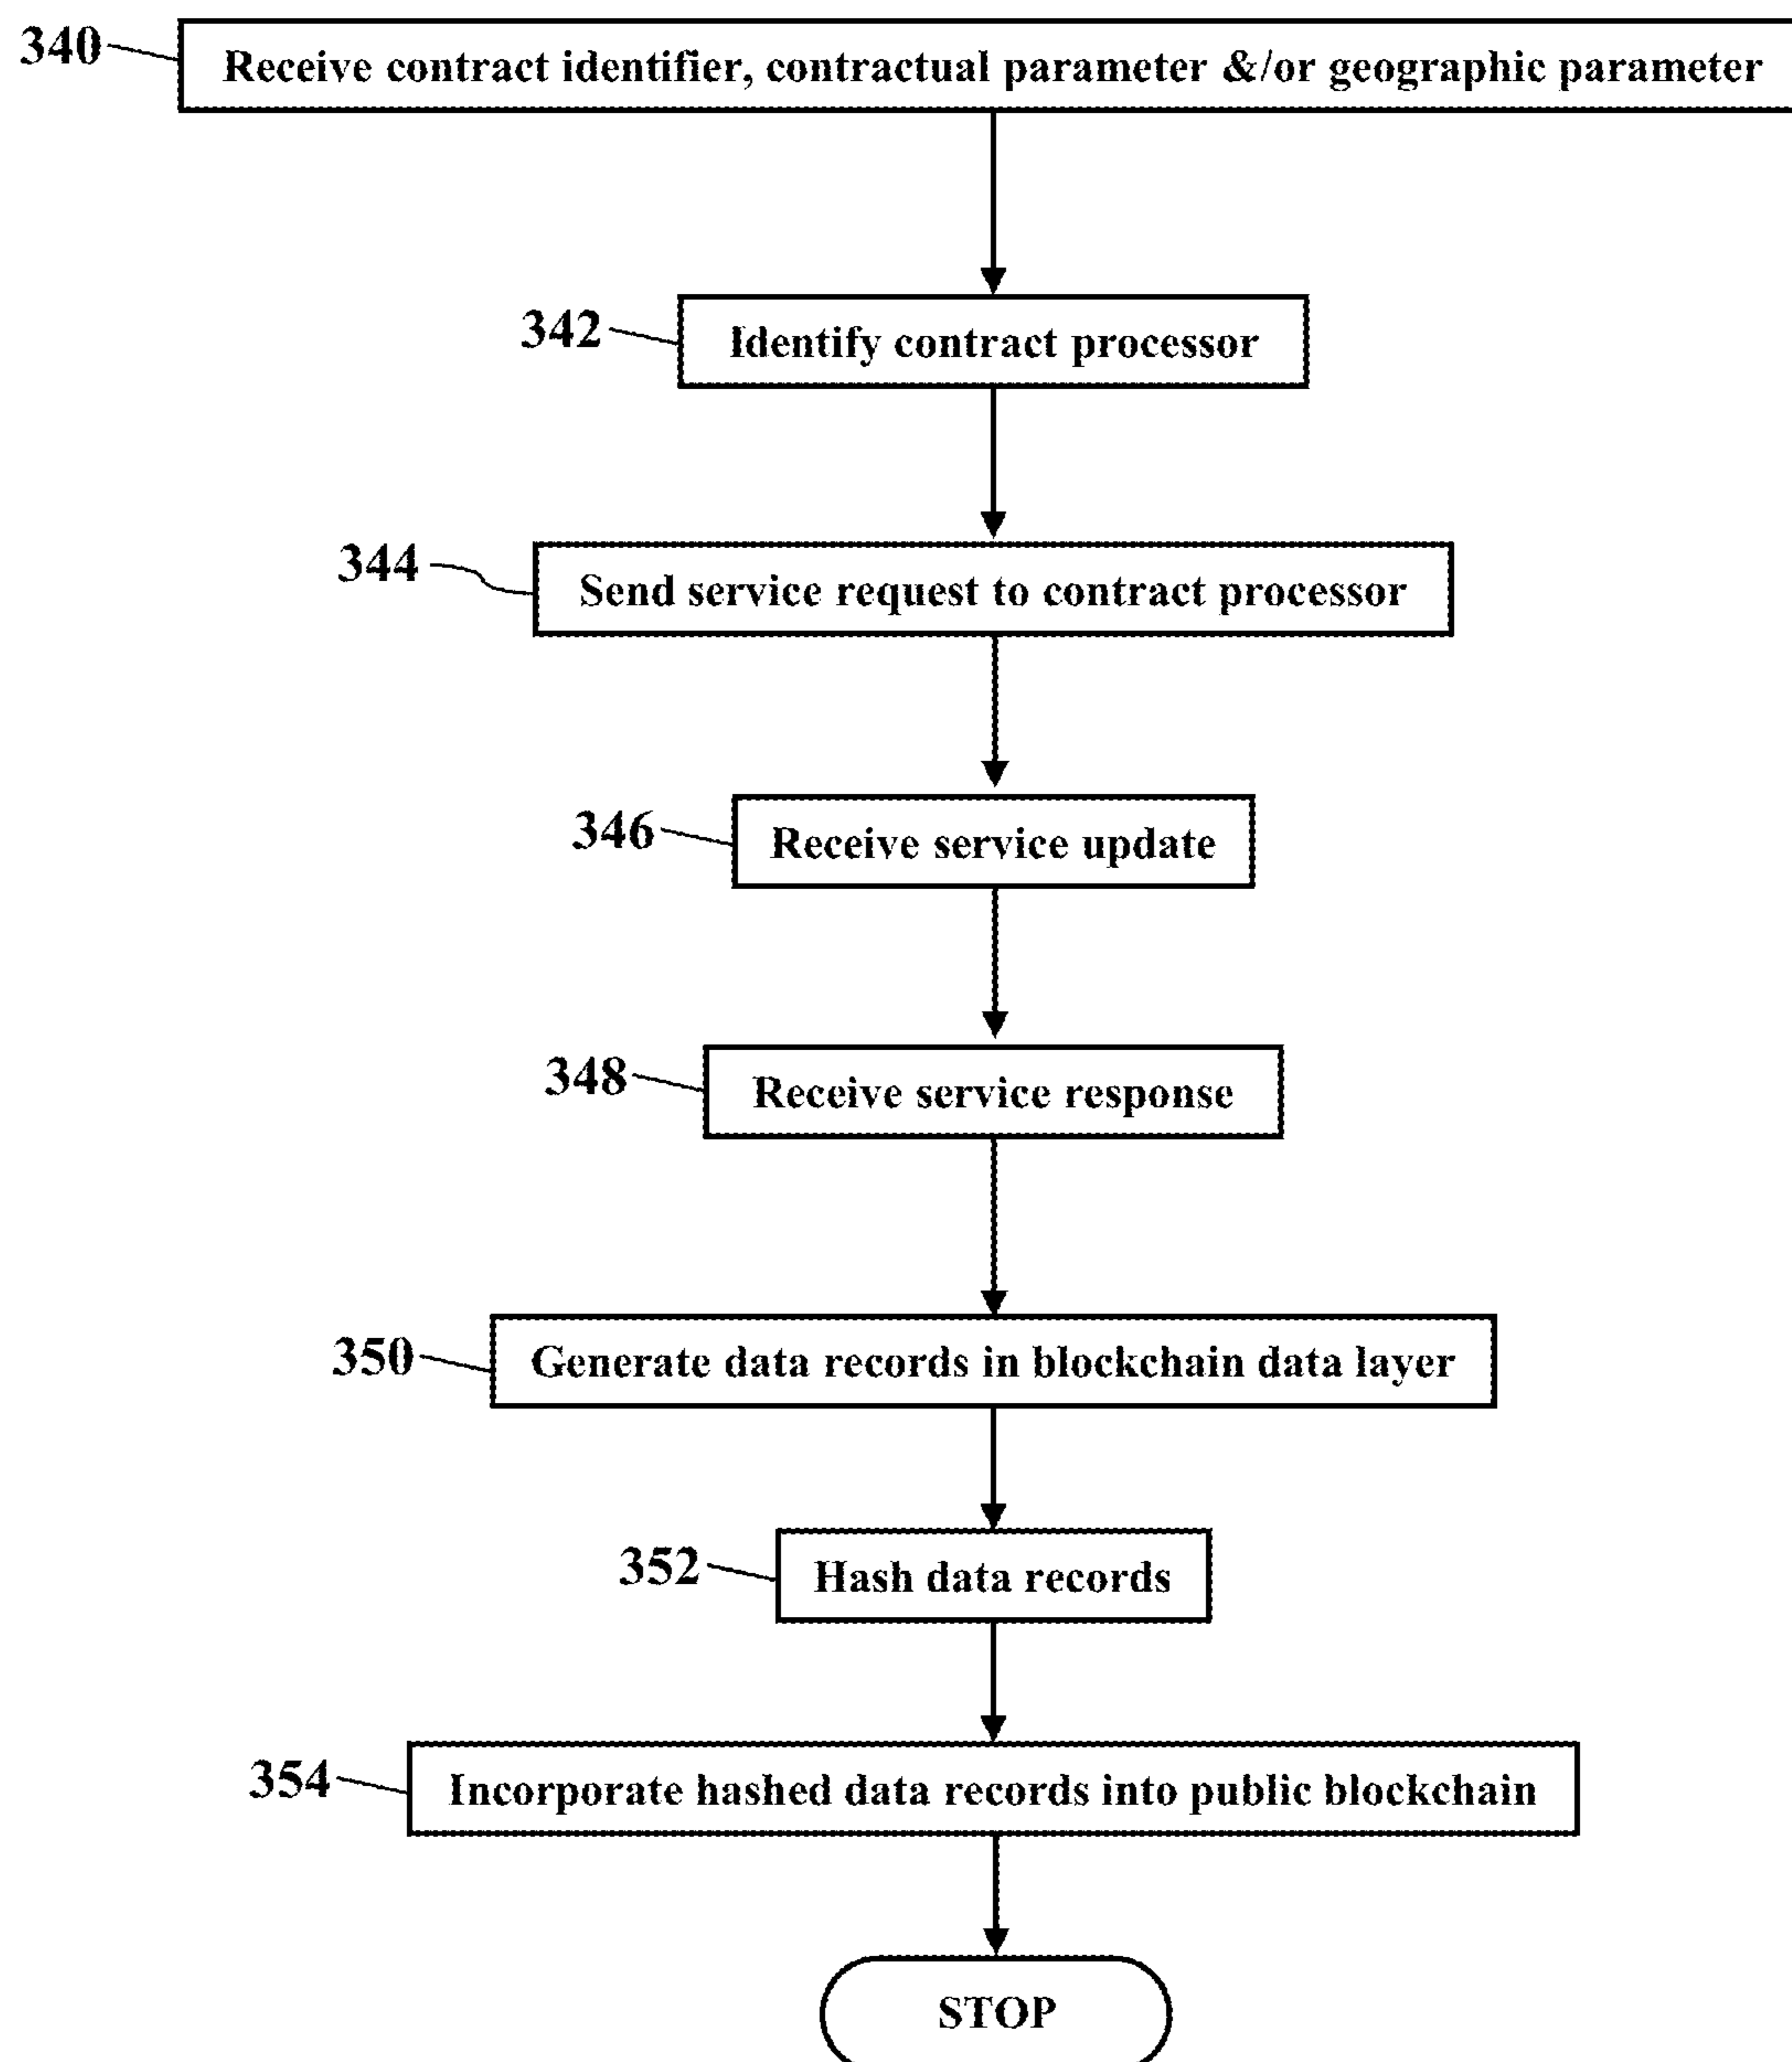 340 Receive contract identifier, contractual parameter &/or geographic parameter
342 Identify contract processor
344 Send service request to contract processor
346 Receive service update
348 Receive service response
350 Generate data records in blockchain data layer
352 Hash data records
354 Incorporate hashed data records into public blockchain
STOP